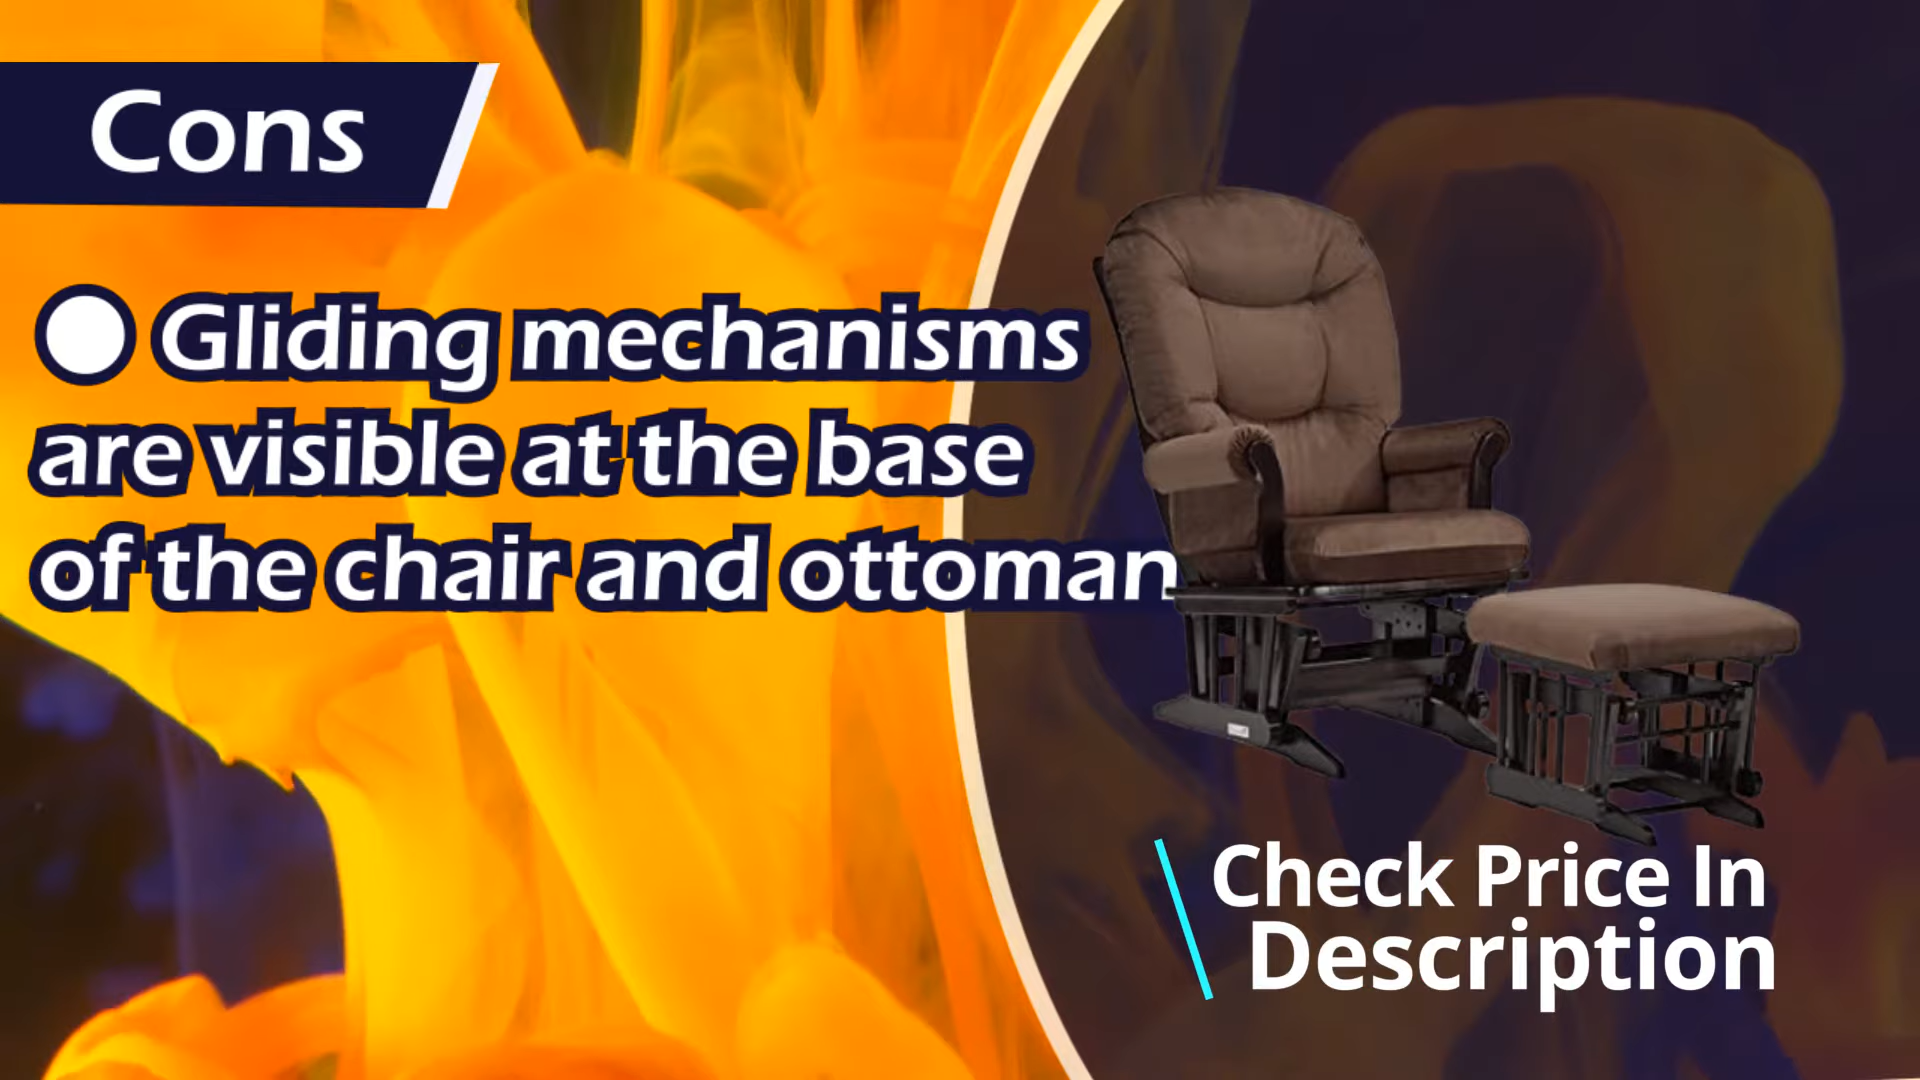 Cons
Gliding mechanisms
are visible at the base
of the chair and ottoman
Check Price In
Description